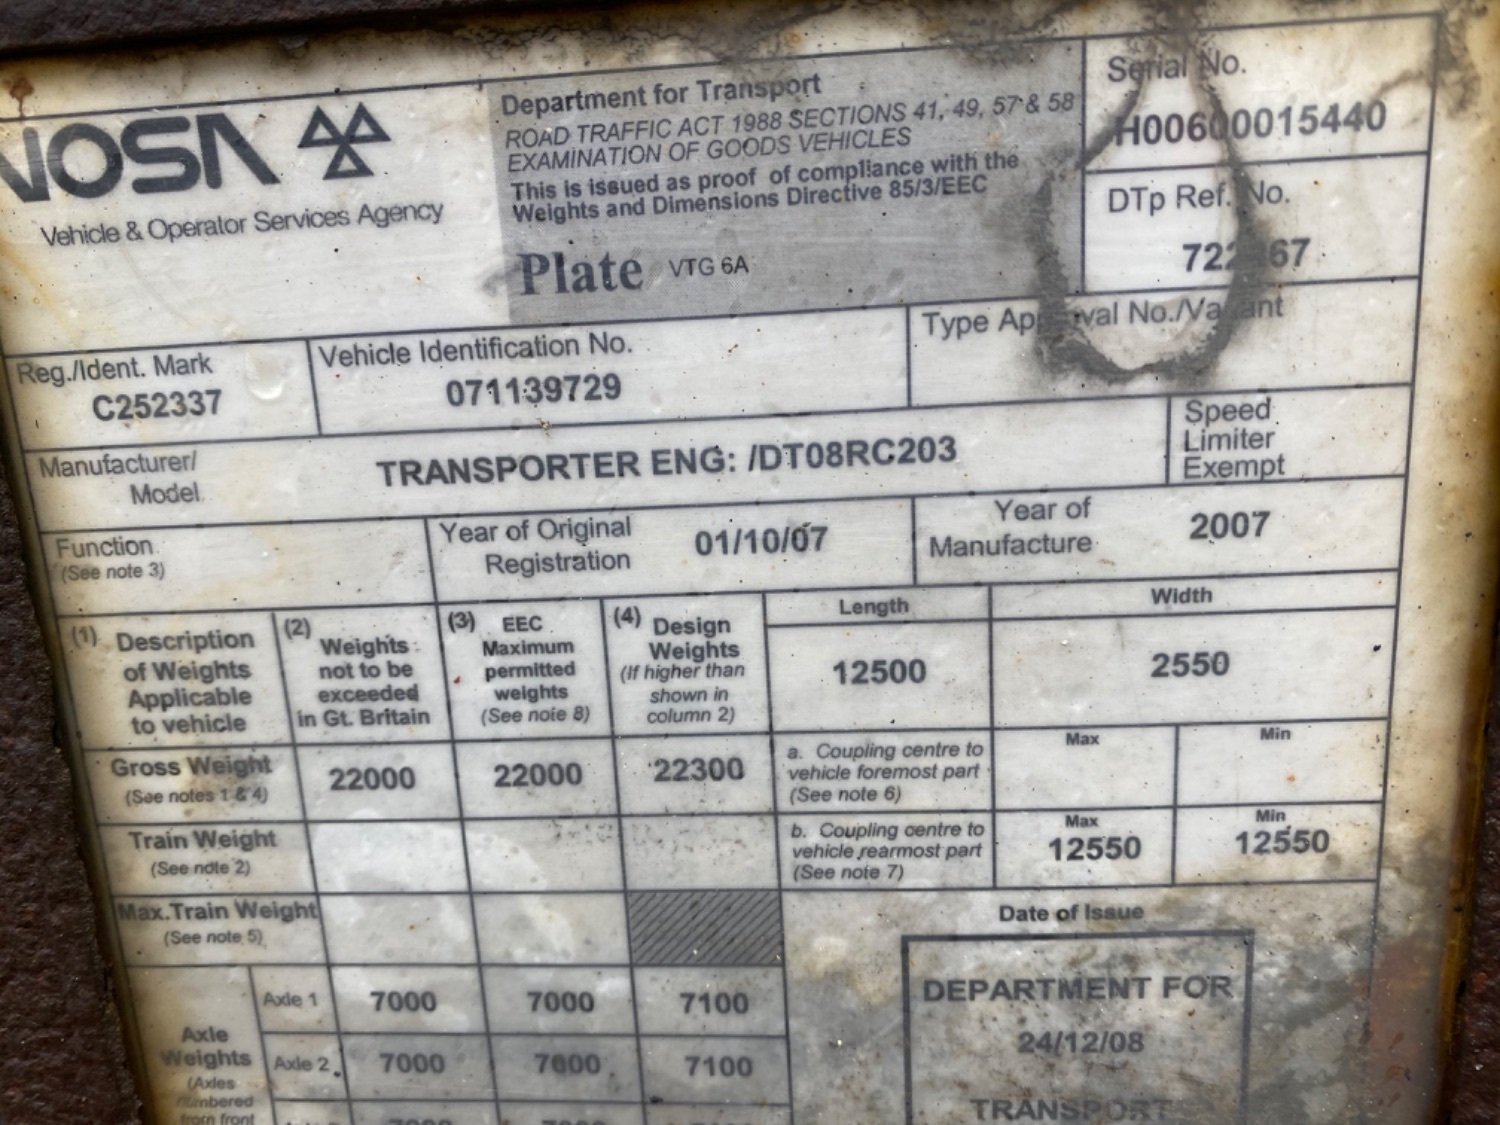 VOSA
Vehicle & Operator Services Agency
Department for Transport
ROAD TRAFFIC ACT 1988 SECTIONS 41, 49, 57 & 58
EXAMINATION OF GOODS VEHICLES
This is issued as proof of compliance with the
Weights and Dimensions Directive 85/3/EEC
Plate VTG 6A
Serial No.
H00600015440
DTp Ref. No.
Reg./Ident. Mark
C252337
Vehicle Identification No.
071139729
Type Approval No./Variant
Manufacturer/
Model
TRANSPORTER ENG: /DT08RC203
Speed
Limiter
Exempt
Function
(See note 3)
Year of Original
Registration
01/10/07
Year of
Manufacture
2007
(1) Description
of Weights
Applicable
to vehicle
(2) Weights
not to be
exceeded
in Gt. Britain
(3) EEC
Maximum
permitted
weights
(See note 8)
(4) Design
Weights
(If higher than
shown in
column 2)
Length
12500
Width
2550
Gross Weight
(See notes 1 & 4)
22000
22000
22300
a. Coupling centre to
vehicle foremost part
(See note 6)
Max
Min
Train Weight
(See note 2)
b. Coupling centre to
vehicle rearmost part
(See note 7)
Max
12550
Min
12550
Max.Train Weight
(See note 5)
Date of Issue
DEPARTMENT FOR
24/12/08
TRANSPORT
Axle
Weights
(Axles
numbered
from front
Axle 1
7000
7000
7100
Axle 2
7000
7000
7100